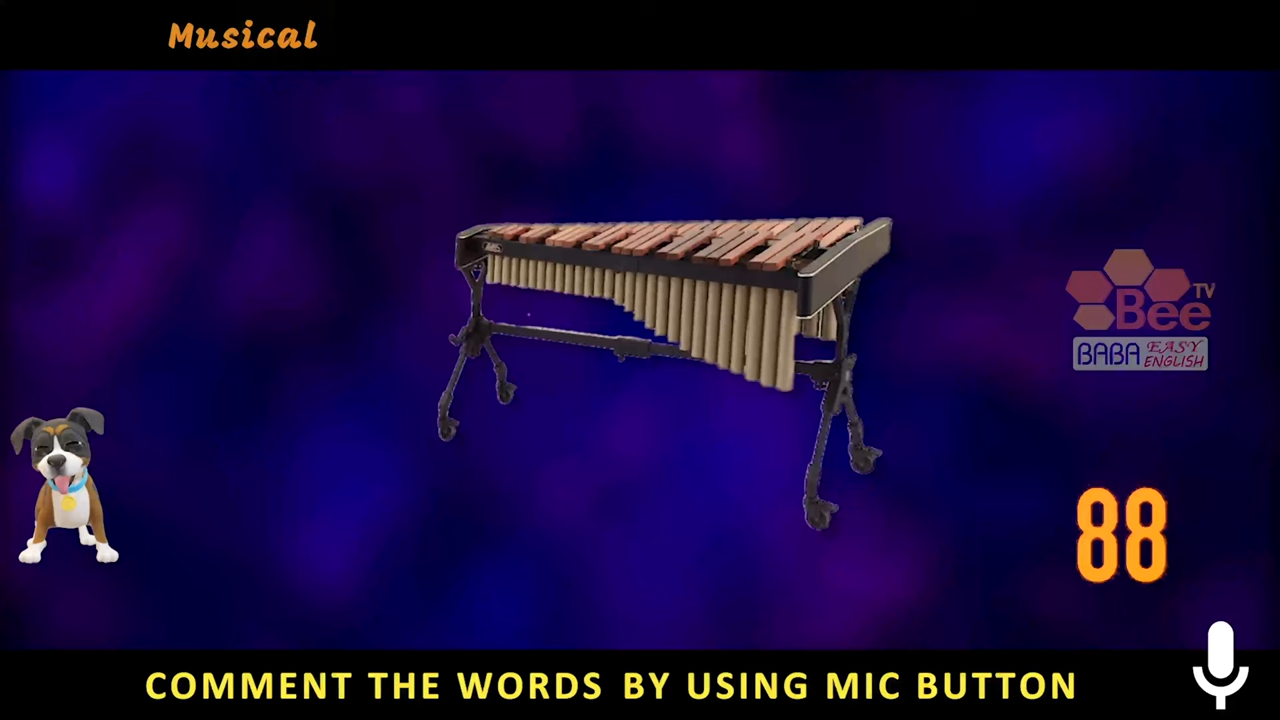 Musical
TV
Bee
BABA EASY ENGLISH
88
COMMENT THE WORDS BY USING MIC BUTTON